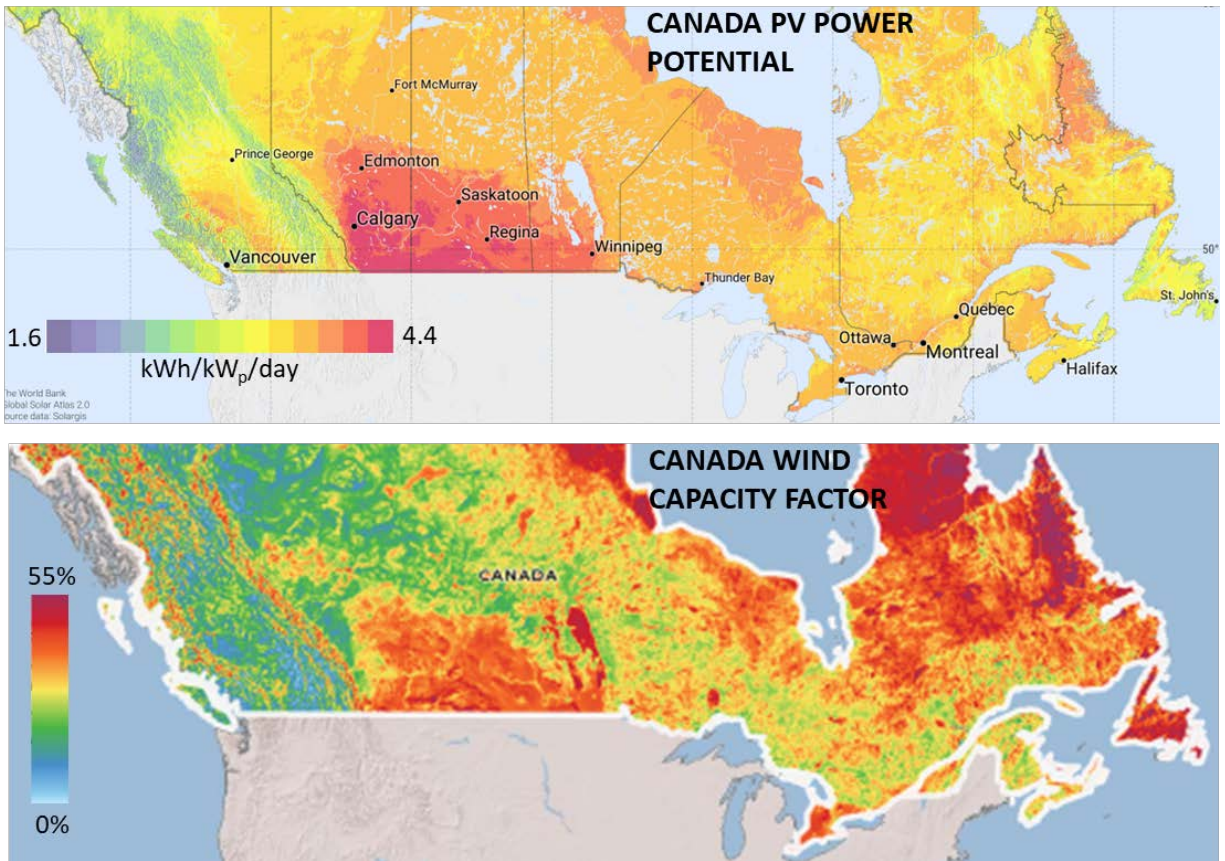 CANADA PV POWER
POTENTIAL
Fort McMurray
Prince George
Edmonton
Saskatoon
Calgary
Regina
Winnipeg
Vancouver
50°
Thunder Bay
St. John's
Quebec
1.6
4.4
Ottawa
Montreal
kWh/kWp/day
Halifax
Toronto
The World Bank
Global Solar Atlas 2.0
source data: Solargis
CANADA WIND
CAPACITY FACTOR
55%
CANADA
0%